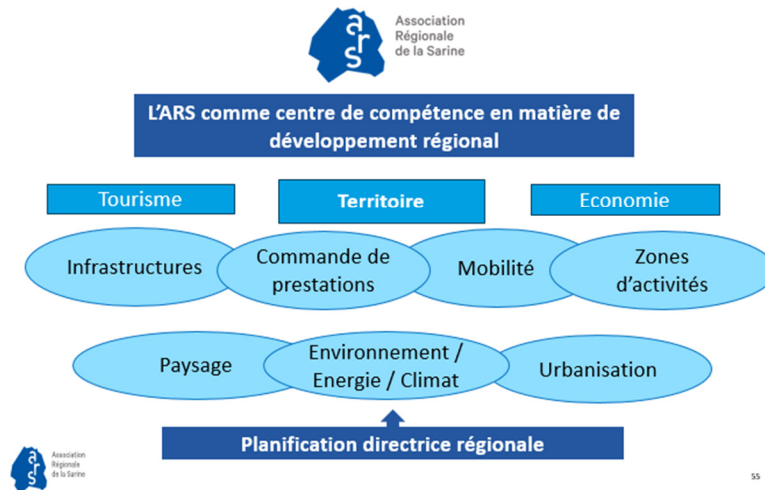 ars
Association
Régionale
de la Sarine
L'ARS comme centre de compétence en matière de
développement régional
Tourisme
Territoire
Economie
Infrastructures
Commande de
prestations
Mobilité
Zones
d'activités
Paysage
Environnement /
Energie / Climat
Urbanisation
Planification directrice régionale
ars
Association
Régionale
de la Sarine
55